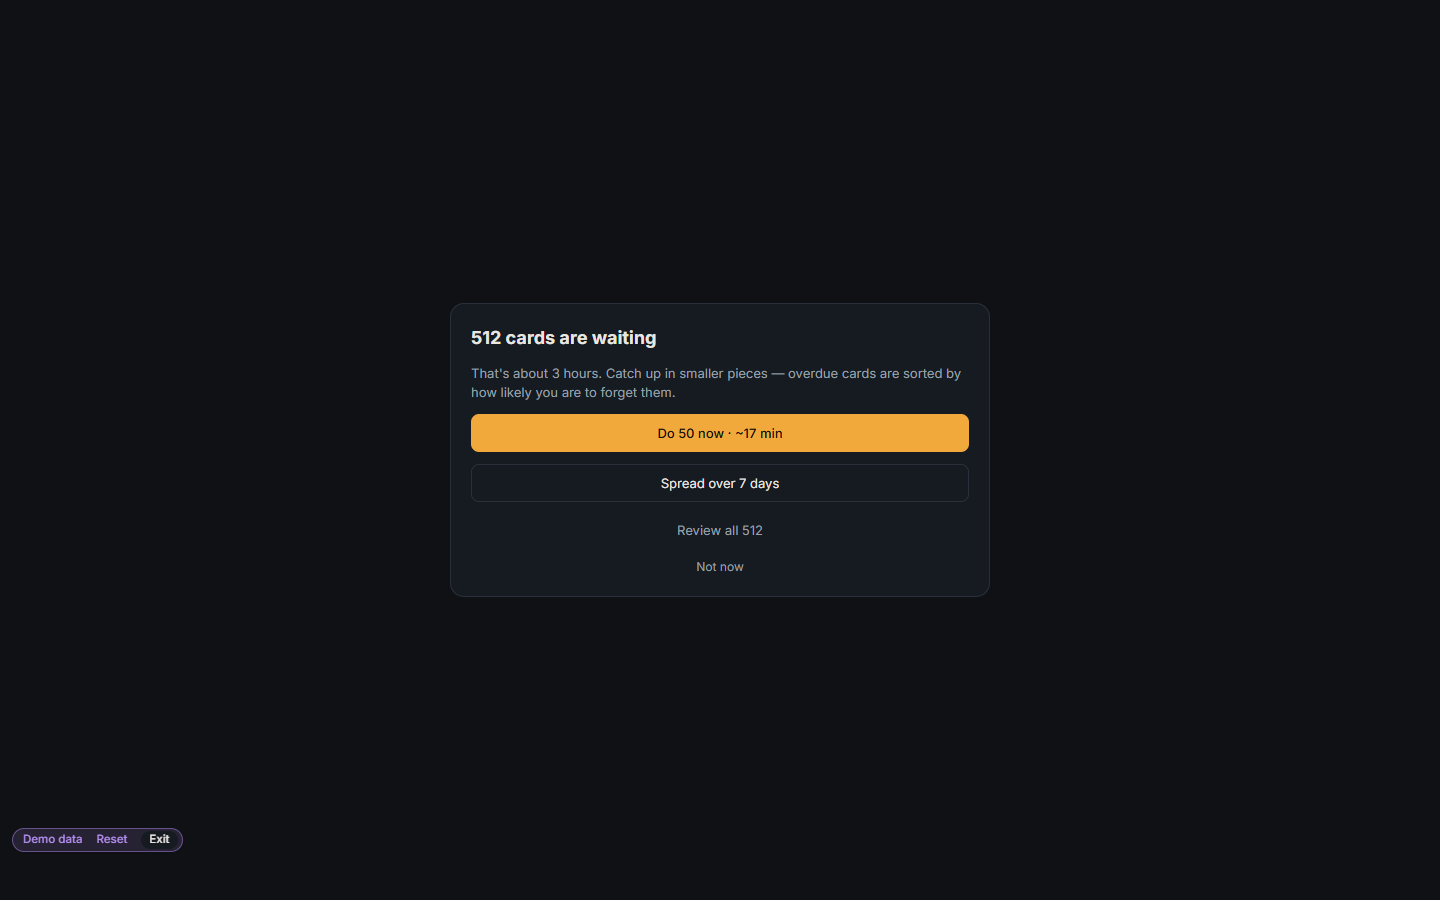 512 cards are waiting
That's about 3 hours. Catch up in smaller pieces — overdue cards are sorted by
how likely you are to forget them.
Do 50 now · ~17 min
Spread over 7 days
Review all 512
Not now
Demo data Reset Exit